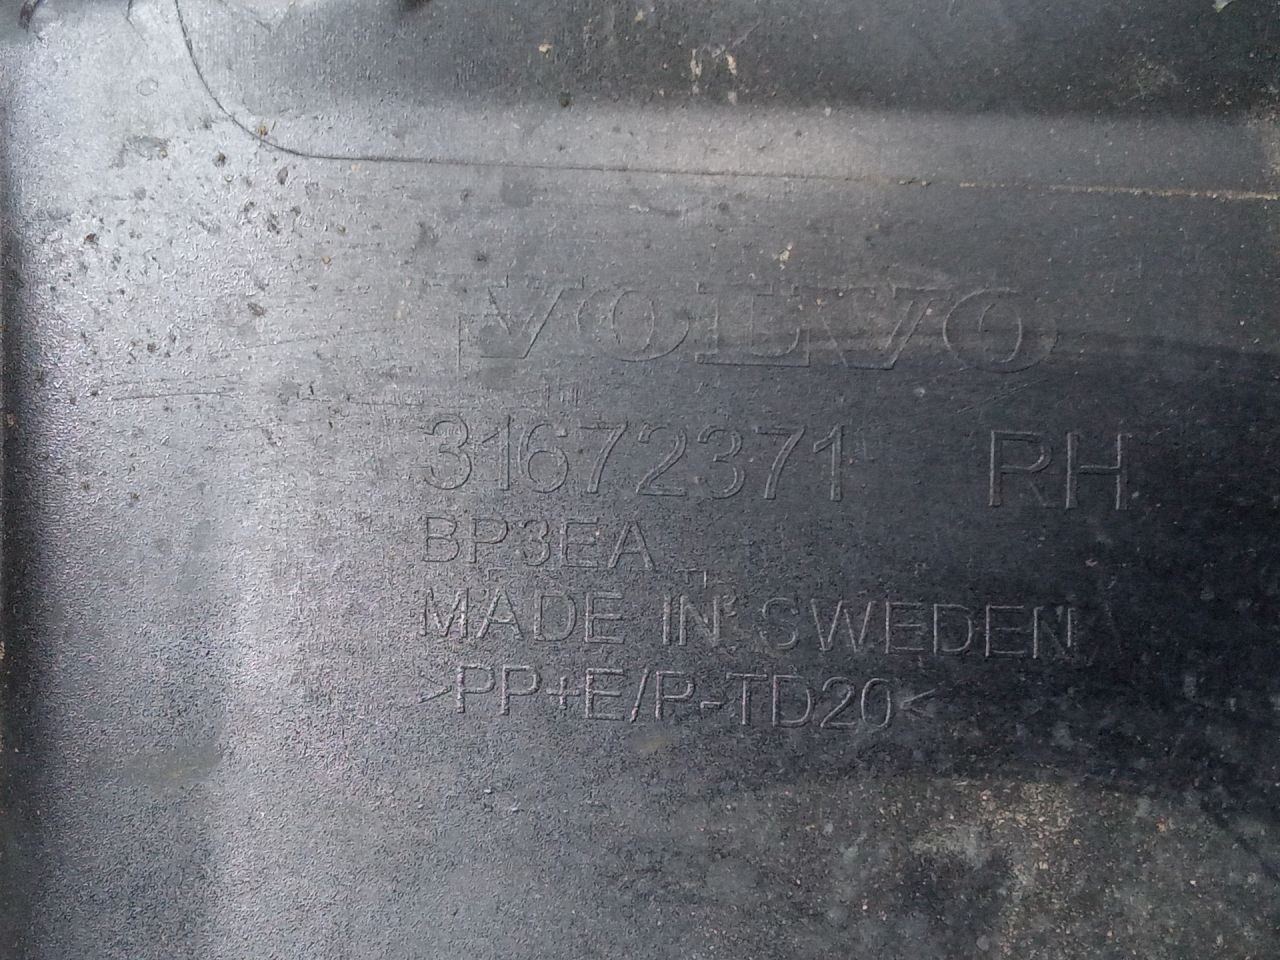 VOLVO
31672371 RH
BP3EA
MADE IN SWEDEN
>PP+E/P-TD20<